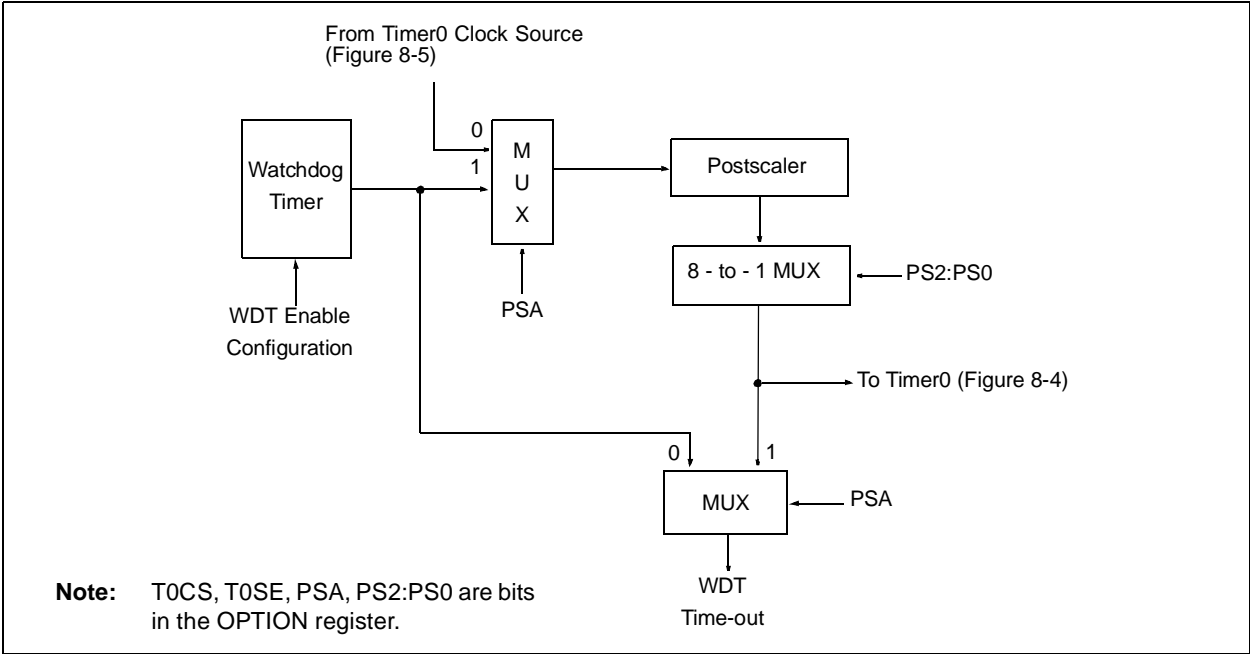 From Timer0 Clock Source
(Figure 8-5)
0
1
M
U
X
Watchdog
Timer
Postscaler
8 - to - 1 MUX
PS2:PS0
PSA
WDT Enable
Configuration
To Timer0 (Figure 8-4)
0
1
MUX
PSA
WDT
Time-out
Note: T0CS, T0SE, PSA, PS2:PS0 are bits
in the OPTION register.